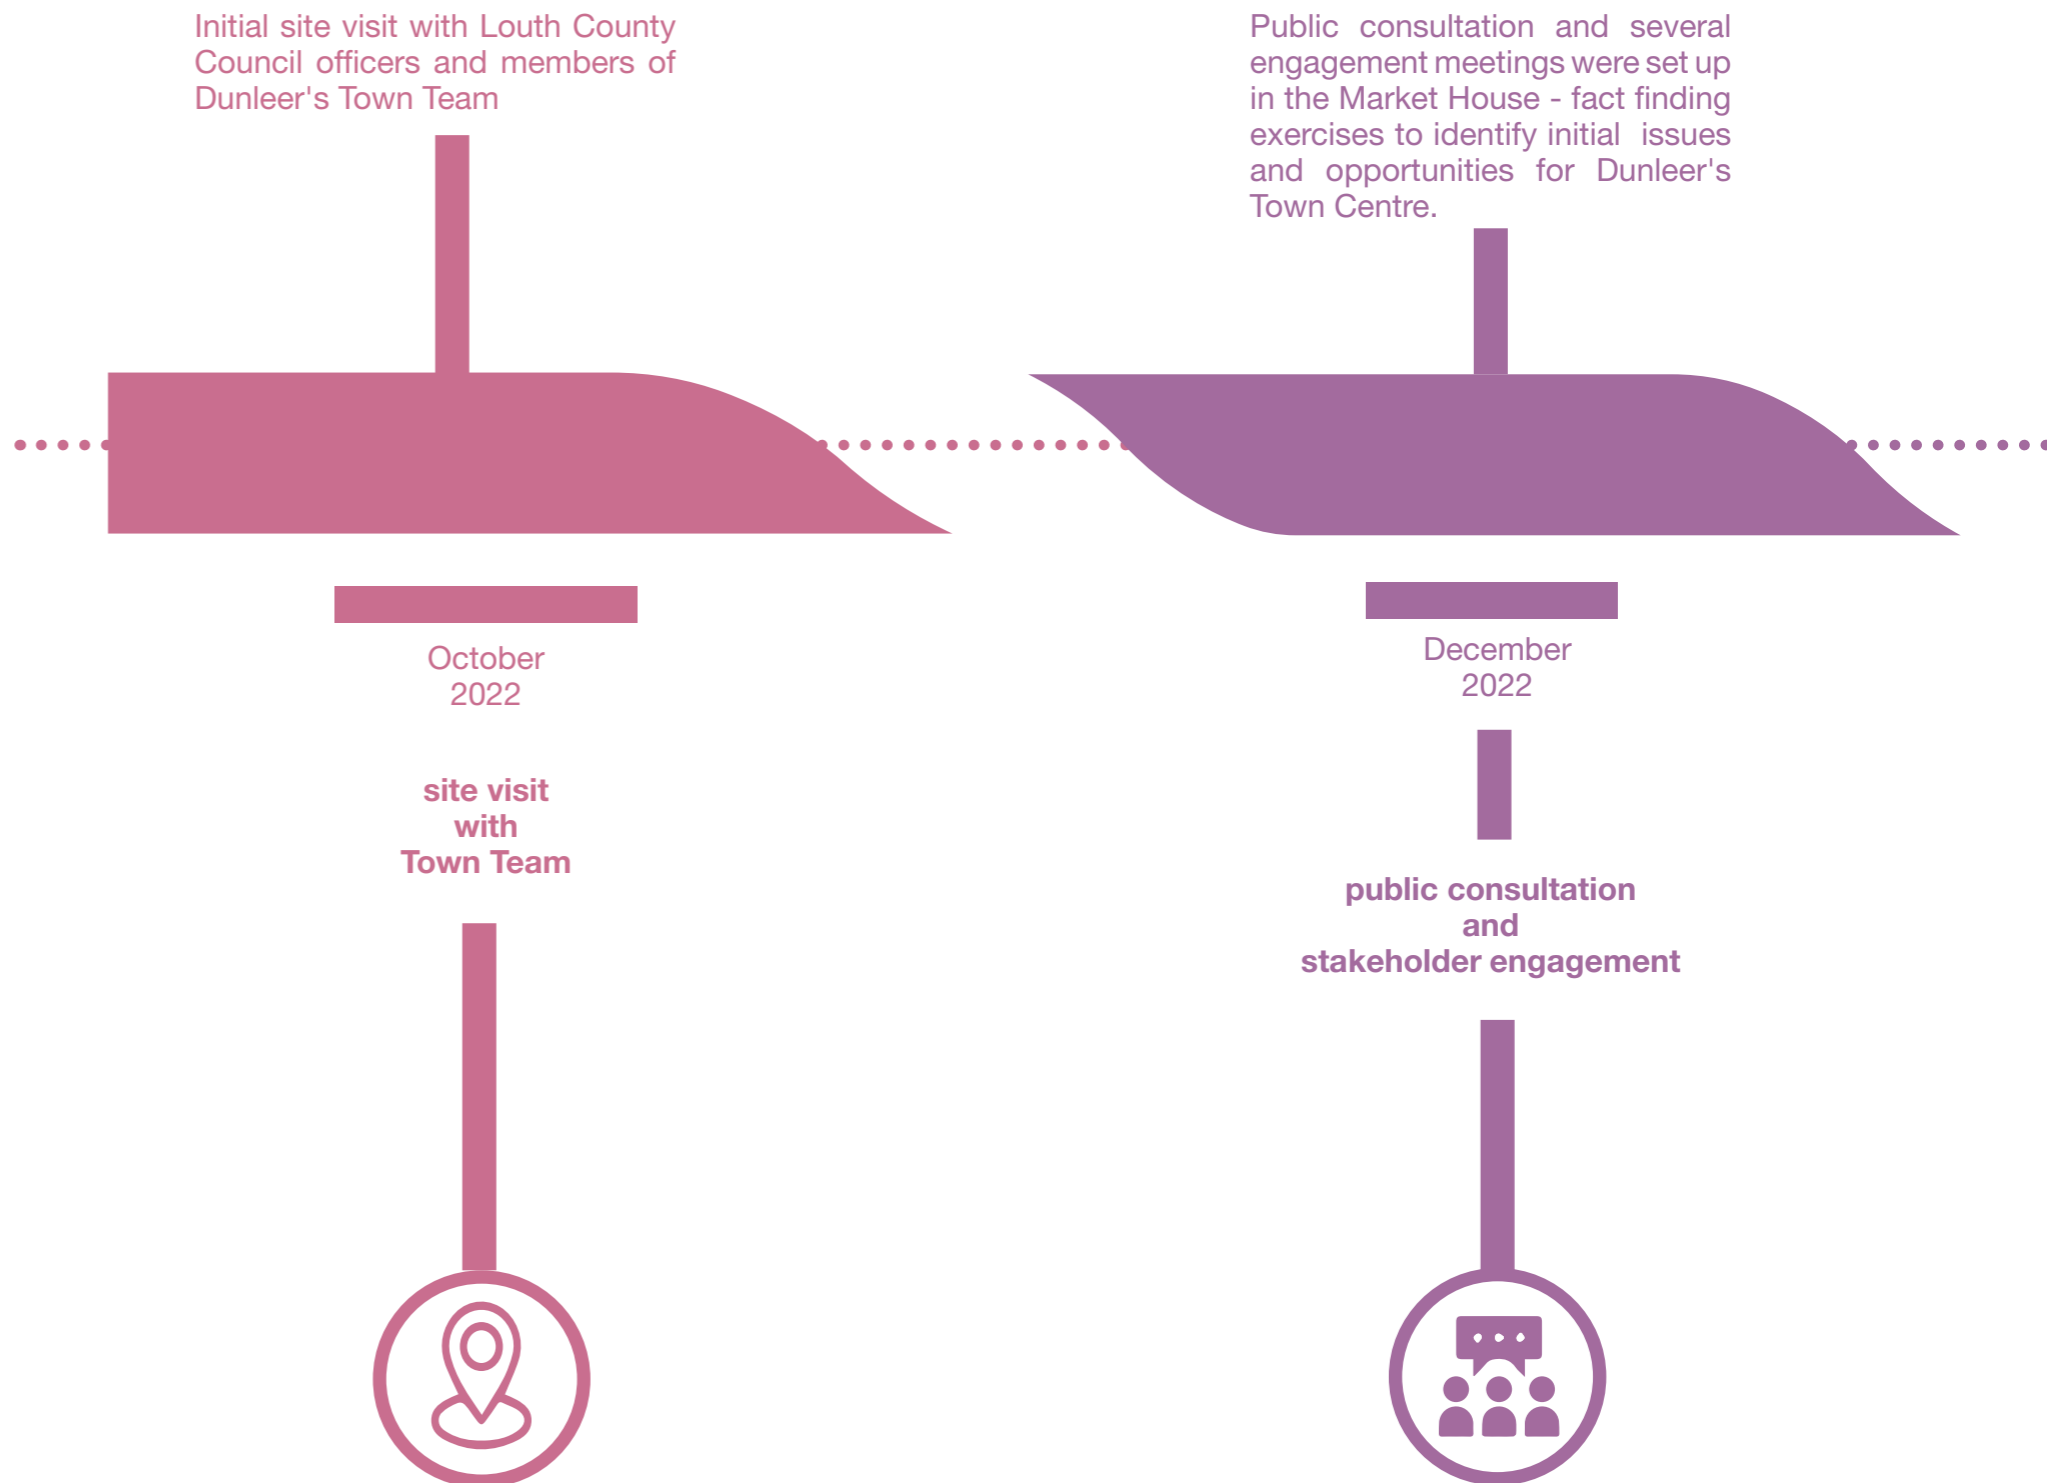 Initial site visit with Louth County
Council officers and members of
Dunleer's Town Team
October
2022
site visit
with
Town Team
Public consultation and several
engagement meetings were set up
in the Market House - fact finding
exercises to identify initial issues
and opportunities for Dunleer's
Town Centre.
December
2022
public consultation
and
stakeholder engagement